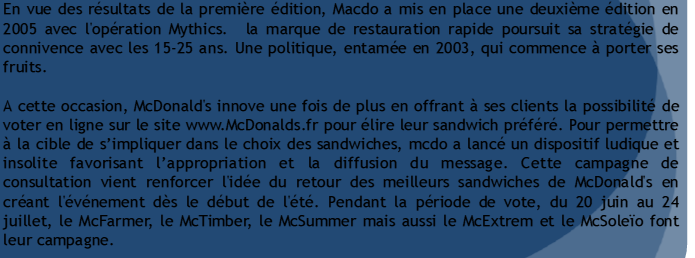 En vue des résultats de la première édition, Macdo a mis en place une deuxième édition en
2005 avec l'opération Mythics. la marque de restauration rapide poursuit sa stratégie de
connivence avec les 15-25 ans. Une politique, entamée en 2003, qui commence à porter ses
fruits.
A cette occasion, McDonald's innove une fois de plus en offrant à ses clients la possibilité de
voter en ligne sur le site www.McDonalds.fr pour élire leur sandwich préféré. Pour permettre
à la cible de s’impliquer dans le choix des sandwiches, mcdo a lancé un dispositif ludique et
insolite favorisant l’appropriation et la diffusion du message. Cette campagne de
consultation vient renforcer l'idée du retour des meilleurs sandwiches de McDonald's en
créant l'événement dès le début de l'été. Pendant la période de vote, du 20 juin au 24
juillet, le McFarmer, le McTimber, le McSummer mais aussi le McExtrem et le McSoleïo font
leur campagne.